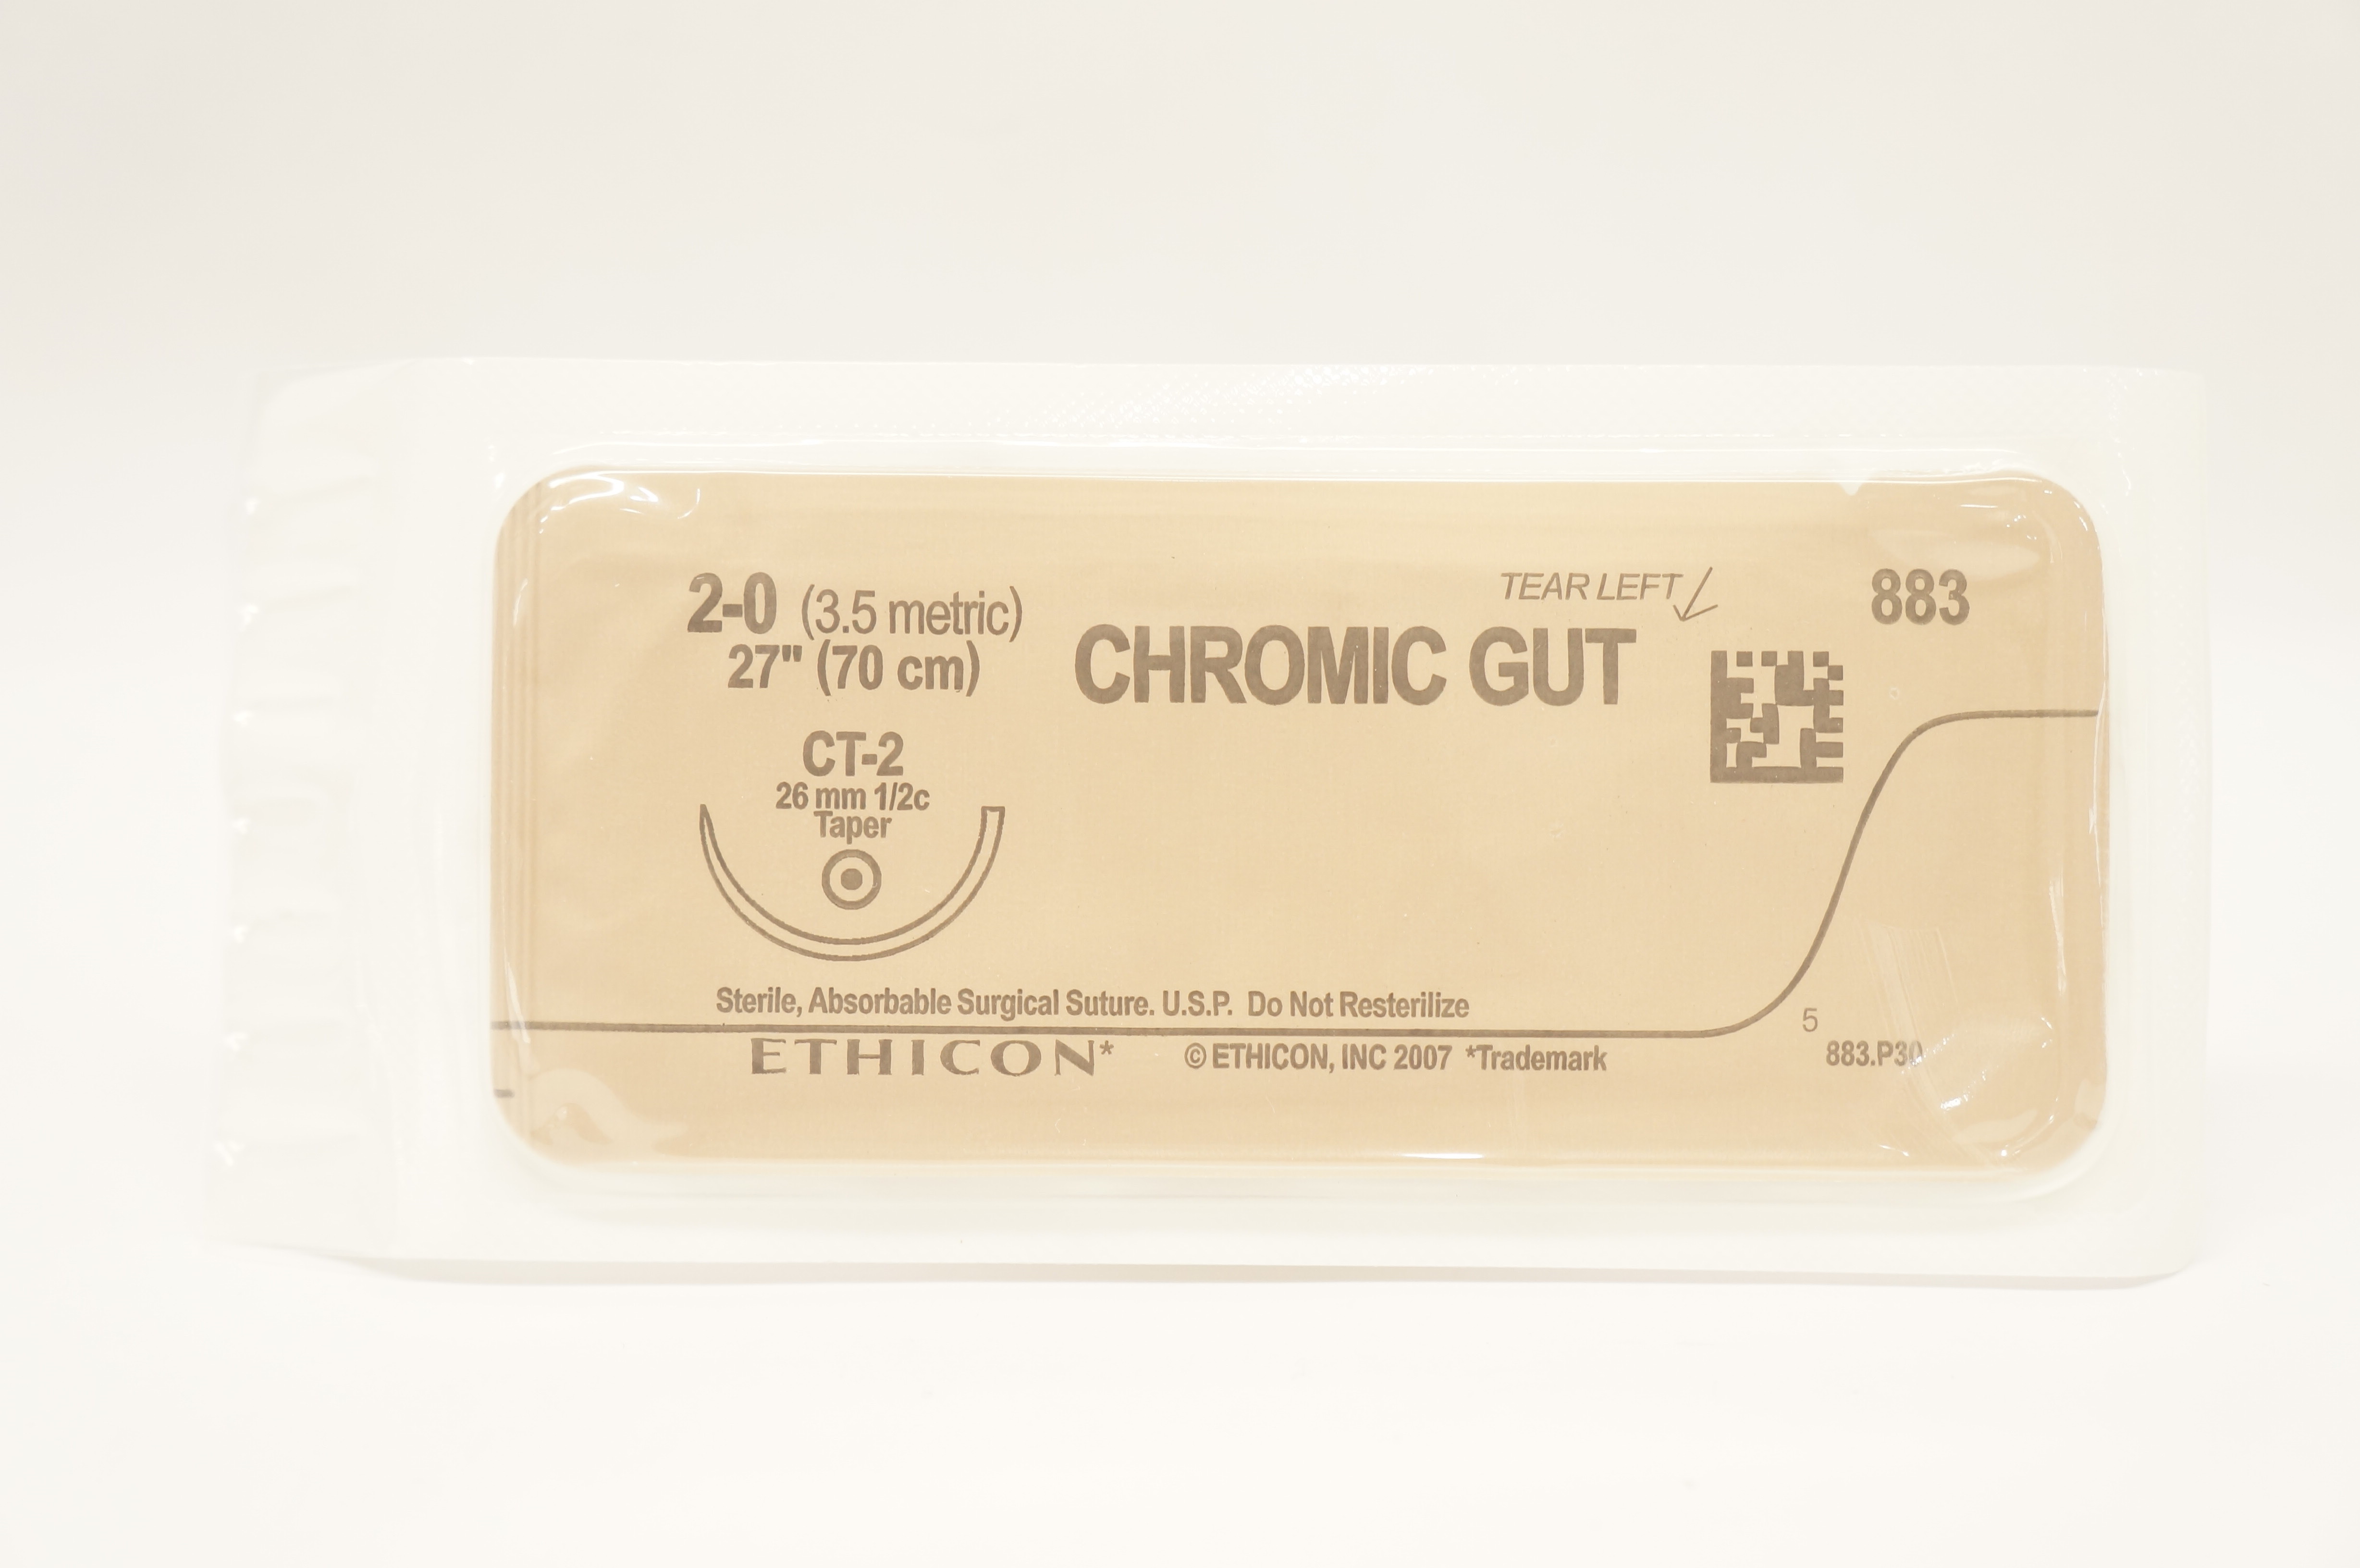 2-0 (3.5 metric)
27" (70 cm)
TEAR LEFT
883
CHROMIC GUT
CT-2
26 mm 1/2c
Taper
Sterile, Absorbable Surgical Suture. U.S.P. Do Not Resterilize
5
ETHICON* © ETHICON, INC 2007 *Trademark
883.P30